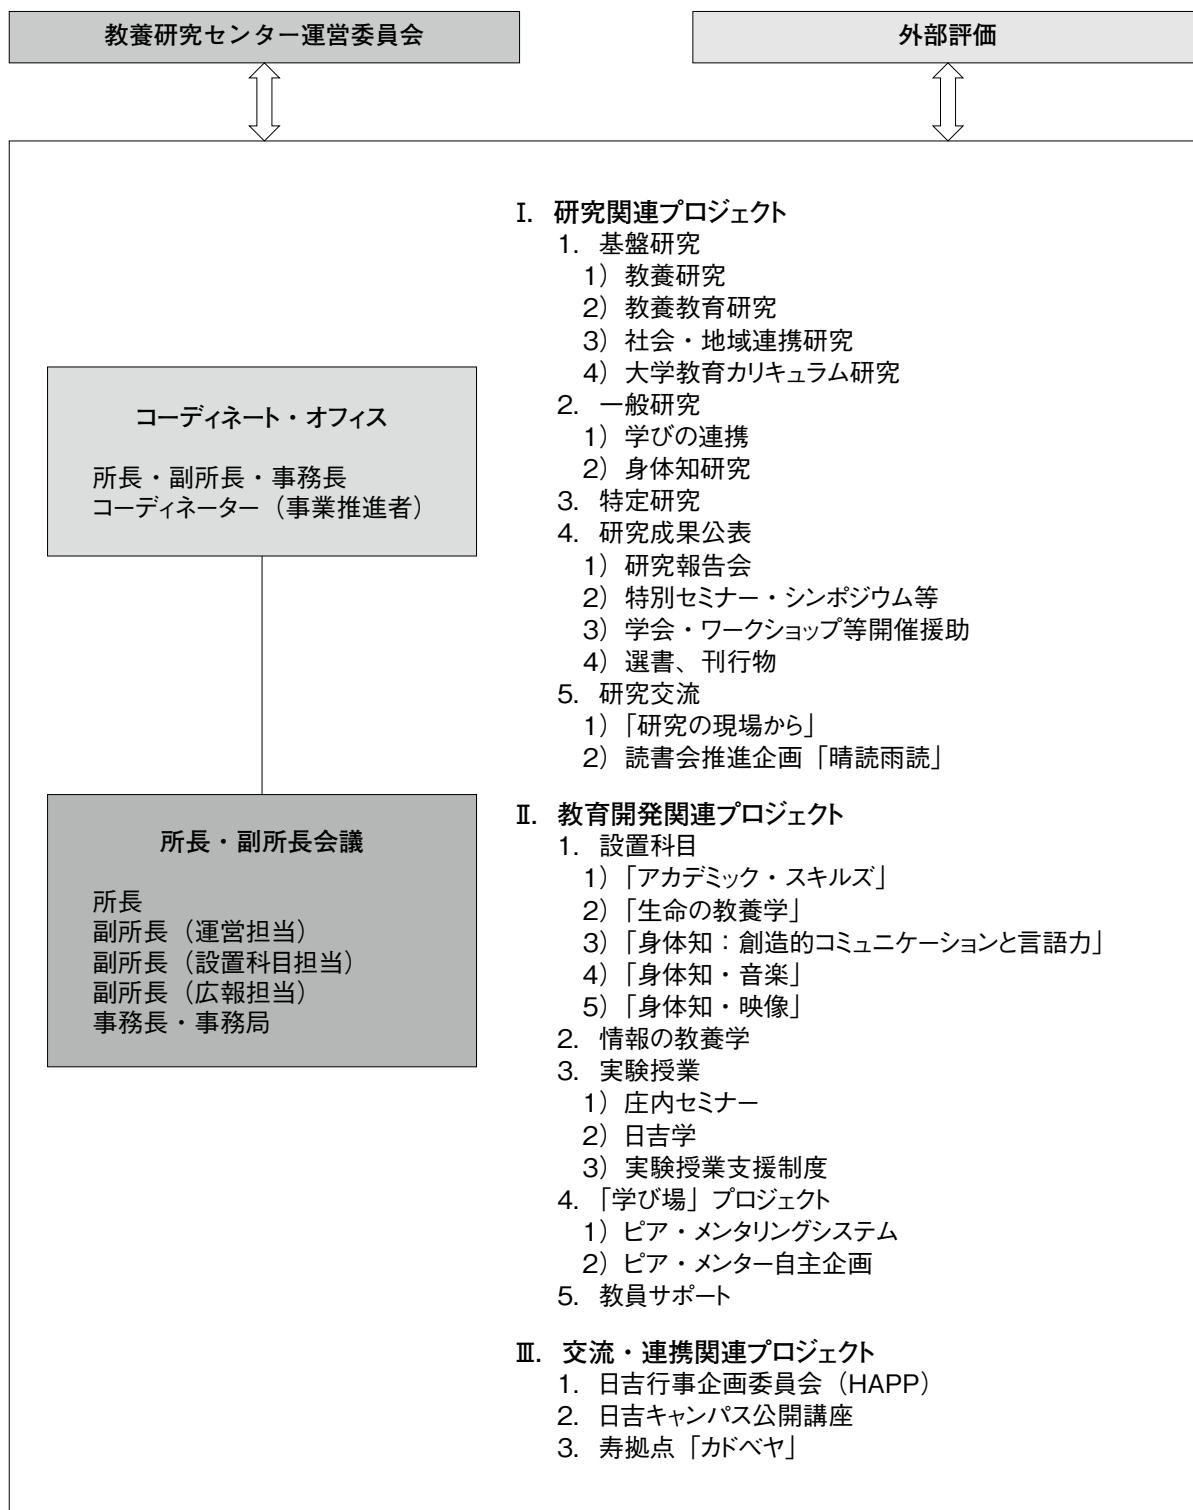 教養研究センター運営委員会
外部評価
コーディネート・オフィス
所長・副所長・事務長
コーディネーター（事業推進者）
所長・副所長会議
所長
副所長（運営担当）
副所長（設置科目担当）
副所長（広報担当）
事務長・事務局
Ⅰ. 研究関連プロジェクト
1. 基盤研究
1）教養研究
2）教養教育研究
3）社会・地域連携研究
4）大学教育カリキュラム研究
2. 一般研究
1）学びの連携
2）身体知研究
3. 特定研究
4. 研究成果公表
1）研究報告会
2）特別セミナー・シンポジウム等
3）学会・ワークショップ等開催援助
4）選書、刊行物
5. 研究交流
1）「研究の現場から」
2）読書会推進企画「晴読雨読」
Ⅱ. 教育開発関連プロジェクト
1. 設置科目
1）「アカデミック・スキルズ」
2）「生命の教養学」
3）「身体知：創造的コミュニケーションと言語力」
4）「身体知・音楽」
5）「身体知・映像」
2. 情報の教養学
3. 実験授業
1）庄内セミナー
2）日吉学
3）実験授業支援制度
4. 「学び場」プロジェクト
1）ピア・メンタリングシステム
2）ピア・メンター自主企画
5. 教員サポート
Ⅲ. 交流・連携関連プロジェクト
1. 日吉行事企画委員会（HAPP）
2. 日吉キャンパス公開講座
3. 寿拠点「カドベヤ」